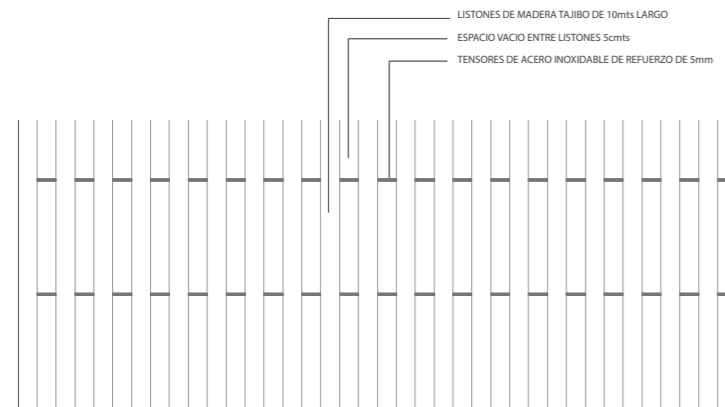 LISTONES DE MADERA TAJIBO DE 10mts LARGO
ESPACIO VACIO ENTRE LISTONES 5cmts
TENSORES DE ACERO INOXIDABLE DE REFUERZO DE 5mm